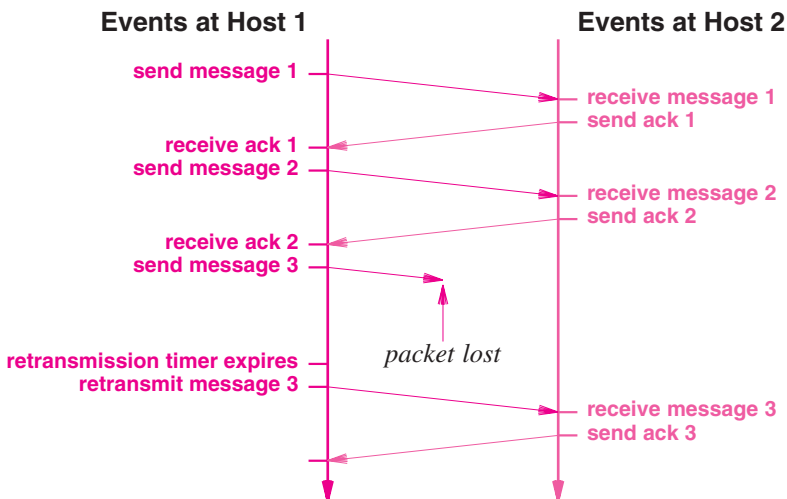 Events at Host 1
Events at Host 2
send message 1
receive message 1
send ack 1
receive ack 1
send message 2
receive message 2
send ack 2
receive ack 2
send message 3
packet lost
retransmission timer expires
retransmit message 3
receive message 3
send ack 3